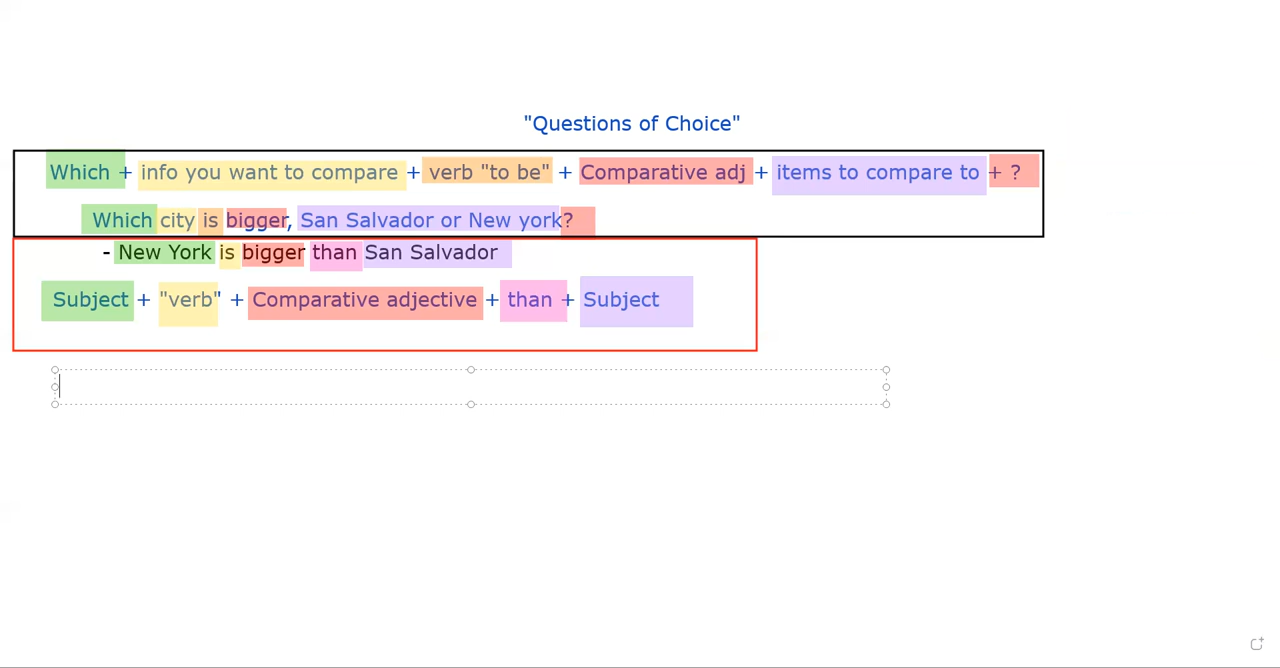 "Questions of Choice"
Which + info you want to compare + verb "to be" + Comparative adj + items to compare to + ?
Which city is bigger, San Salvador or New york?
- New York is bigger than San Salvador
Subject + "verb" + Comparative adjective + than + Subject